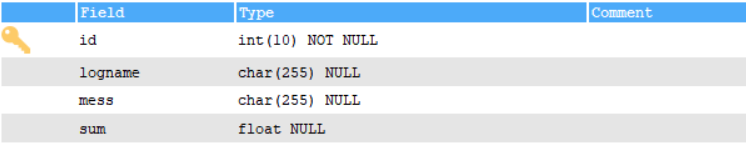 Field Type Comment
id int(10) NOT NULL
logname char(255) NULL
mess char(255) NULL
sum float NULL